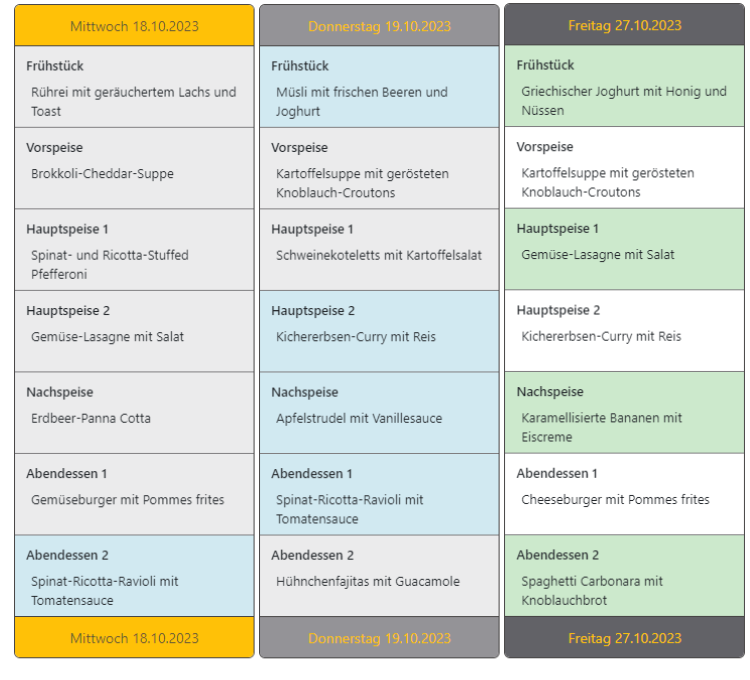 Mittwoch 18.10.2023
Frühstück
Rührei mit geräuchertem Lachs und
Toast
Vorspeise
Brokkoli-Cheddar-Suppe
Hauptspeise 1
Spinat- und Ricotta-Stuffed
Pfefferoni
Hauptspeise 2
Gemüse-Lasagne mit Salat
Nachspeise
Erdbeer-Panna Cotta
Abendessen 1
Gemüseburger mit Pommes frites
Abendessen 2
Spinat-Ricotta-Ravioli mit
Tomatensauce
Mittwoch 18.10.2023
Donnerstag 19.10.2023
Frühstück
Müsli mit frischen Beeren und
Joghurt
Vorspeise
Kartoffelsuppe mit gerösteten
Knoblauch-Croutons
Hauptspeise 1
Schweinekoteletts mit Kartoffelsalat
Hauptspeise 2
Kichererbsen-Curry mit Reis
Nachspeise
Apfelstrudel mit Vanillesauce
Abendessen 1
Spinat-Ricotta-Ravioli mit
Tomatensauce
Abendessen 2
Hühnchenfajitas mit Guacamole
Donnerstag 19.10.2023
Freitag 27.10.2023
Frühstück
Griechischer Joghurt mit Honig und
Nüssen
Vorspeise
Kartoffelsuppe mit gerösteten
Knoblauch-Croutons
Hauptspeise 1
Gemüse-Lasagne mit Salat
Hauptspeise 2
Kichererbsen-Curry mit Reis
Nachspeise
Karamellisierte Bananen mit
Eiscreme
Abendessen 1
Cheeseburger mit Pommes frites
Abendessen 2
Spaghetti Carbonara mit
Knoblauchbrot
Freitag 27.10.2023